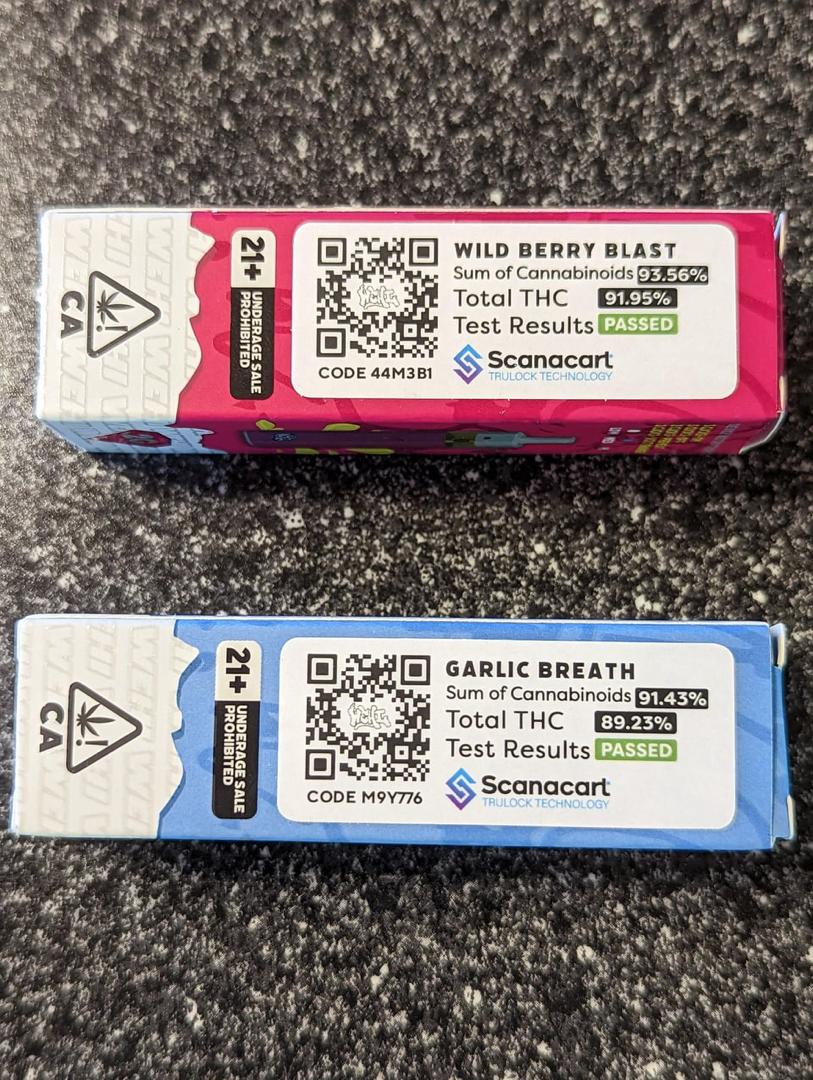 CA
21+
UNDERAGE SALE
PROHIBITED
WILD BERRY BLAST
Sum of Cannabinoids 93.56%
Total THC 91.95%
Test Results PASSED
CODE 44M3B1
Scanacart
TRULOCK TECHNOLOGY
CA
21+
UNDERAGE SALE
PROHIBITED
GARLIC BREATH
Sum of Cannabinoids 91.43%
Total THC 89.23%
Test Results PASSED
CODE M9Y776
Scanacart
TRULOCK TECHNOLOGY